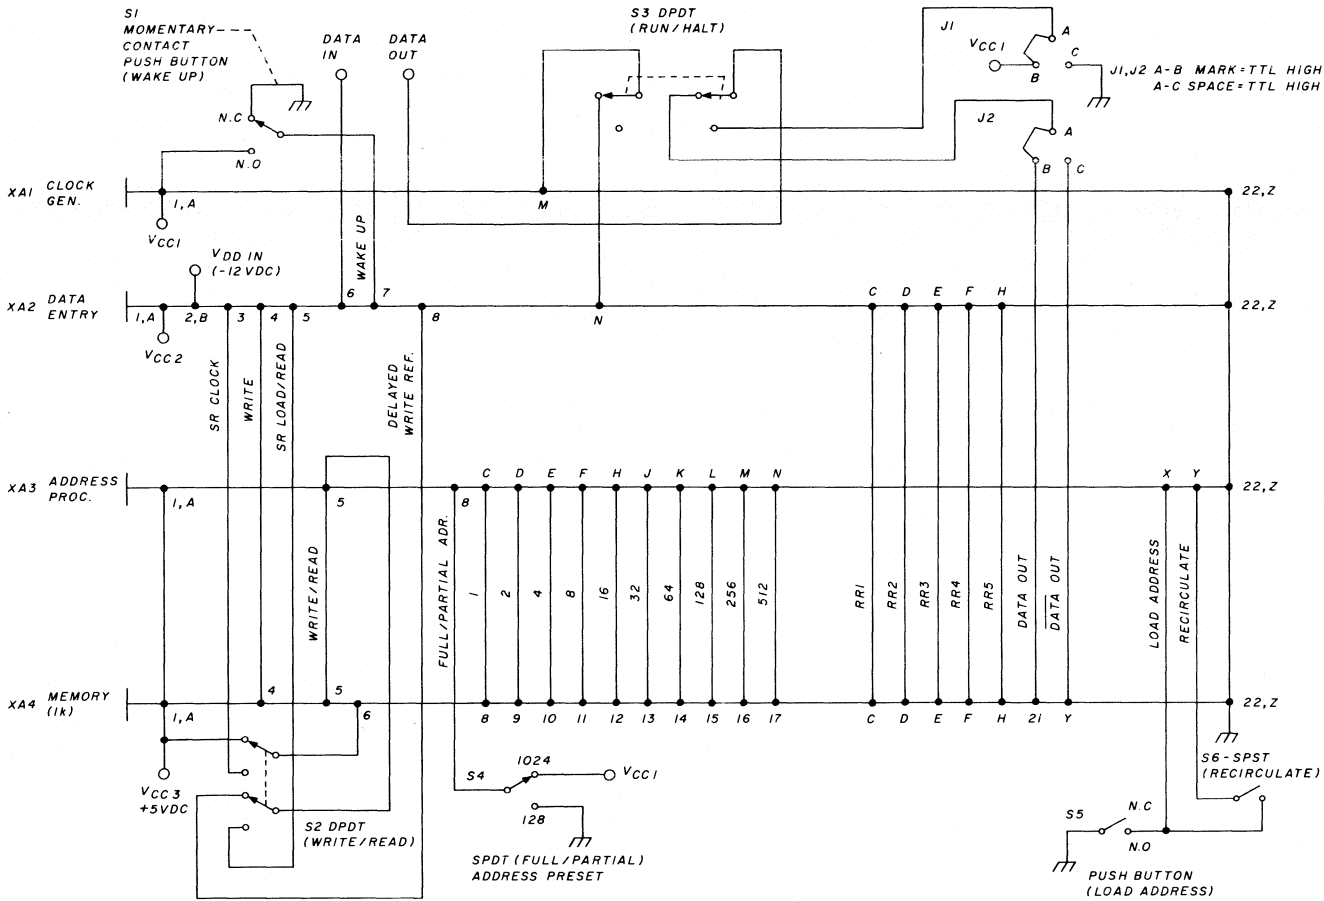 S1
MOMENTARY
CONTACT
PUSH BUTTON
(WAKE UP)
DATA
IN
DATA
OUT
S3 DPDT
(RUN/HALT)
J1
VCC1
A
C
B
J1,J2 A-B MARK=TTL HIGH
A-C SPACE=TTL HIGH
J2
A
B
C
N.C
N.O
XA1 CLOCK
GEN.
1,A
VCC1
M
22,Z
WAKE UP
VDD IN
(-12VDC)
XA2 DATA
ENTRY
1,A
2,B
3
4
5
6
7
8
N
C
D
E
F
H
22,Z
VCC2
SR CLOCK
WRITE
SR LOAD/READ
DELAYED
WRITE REF.
XA3 ADDRESS
PROC.
1,A
5
8
C
D
E
F
H
J
K
L
M
N
X
Y
22,Z
WRITE/READ
FULL/PARTIAL ADR.
1
2
4
8
16
32
64
128
256
512
RR1
RR2
RR3
RR4
RR5
DATA OUT
DATA OUT
LOAD ADDRESS
RECIRCULATE
XA4 MEMORY
(1k)
1,A
4
5
6
8
9
10
11
12
13
14
15
16
17
C
D
E
F
H
21
Y
22,Z
VCC3
+5VDC
S2 DPDT
(WRITE/READ)
S4
1024
VCC1
128
SPDT (FULL/PARTIAL)
ADDRESS PRESET
S6-SPST
(RECIRCULATE)
S5
N.C
N.O
PUSH BUTTON
(LOAD ADDRESS)